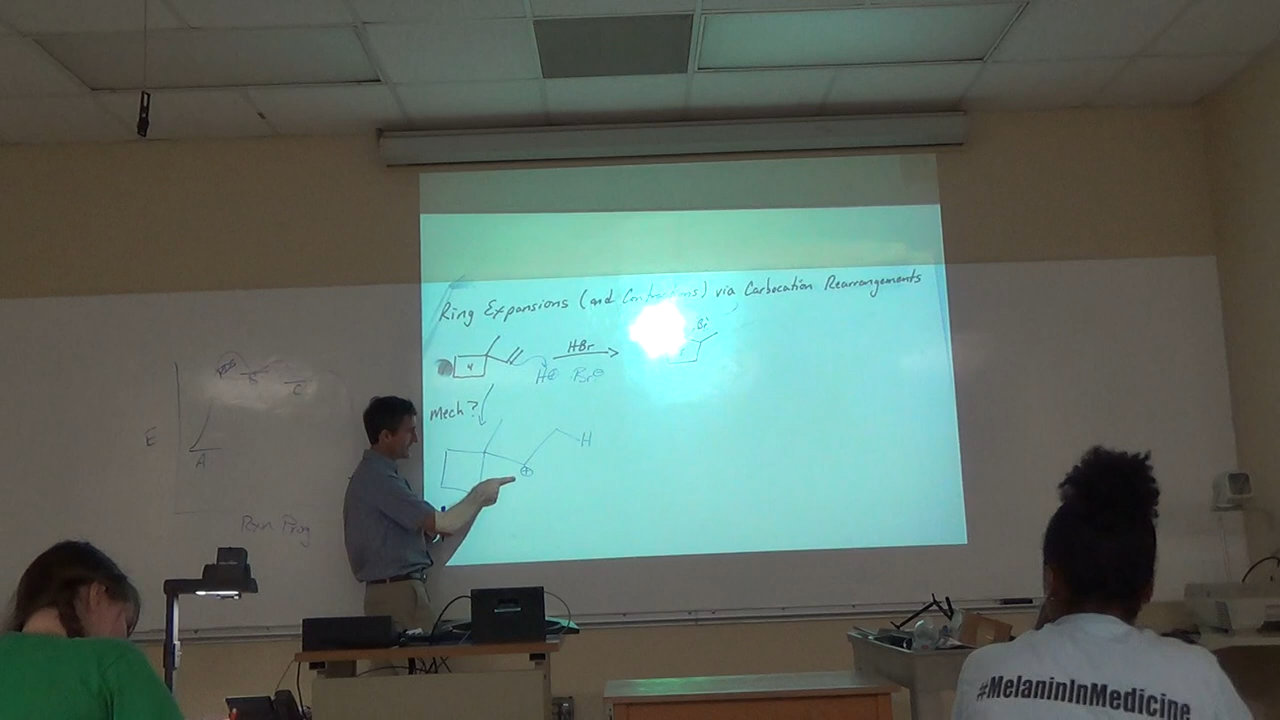 Ring Expansions (and Contractions) via Carbocation Rearrangements
4 HBr Br
H⊕ Br⊖
Mech?
H
⊕
E
A
C
Rxn Prog
#MelaninInMedicine